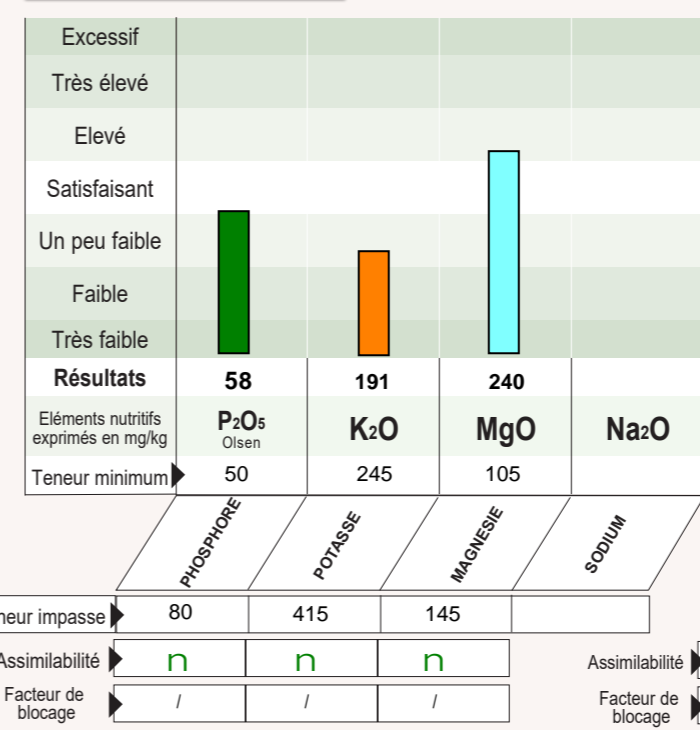 Excessif
Très élevé
Elevé
Satisfaisant
Un peu faible
Faible
Très faible
Résultats 58 191 240
Eléments nutritifs
exprimés en mg/kg
P2O5 K2O MgO Na2O
Olsen
Teneur minimum 50 245 105
PHOSPHORE POTASSE MAGNESIE SODIUM
neur impasse 80 415 145
Assimilabilité n n n
Facteur de
blocage / / /
Assimilabilité
Facteur de
blocage